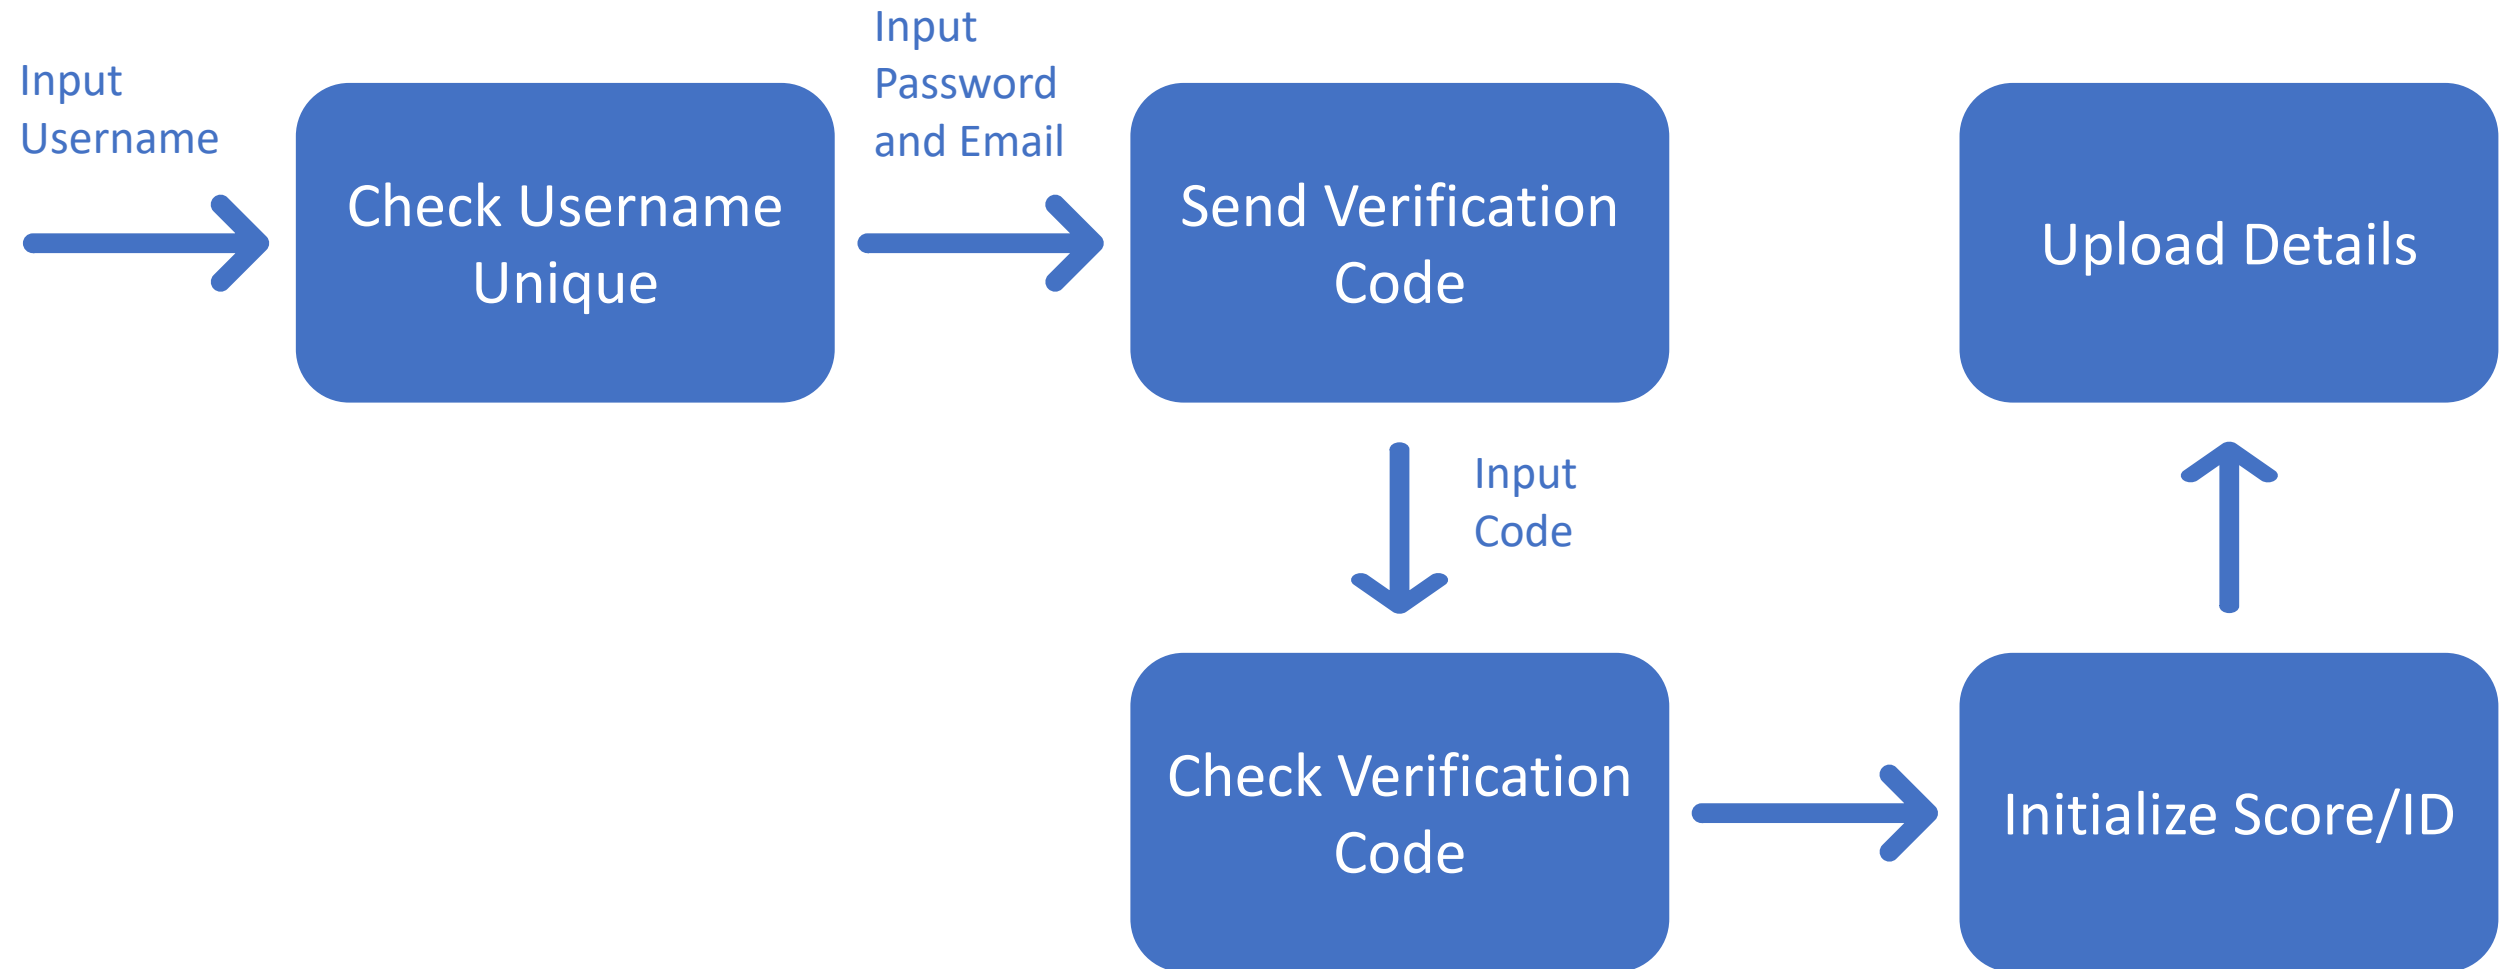 Input
Username
Check Username
Unique
Input
Password
and Email
Send Verification
Code
Input
Code
Check Verification
Code
Initialize Score/ID
Upload Details